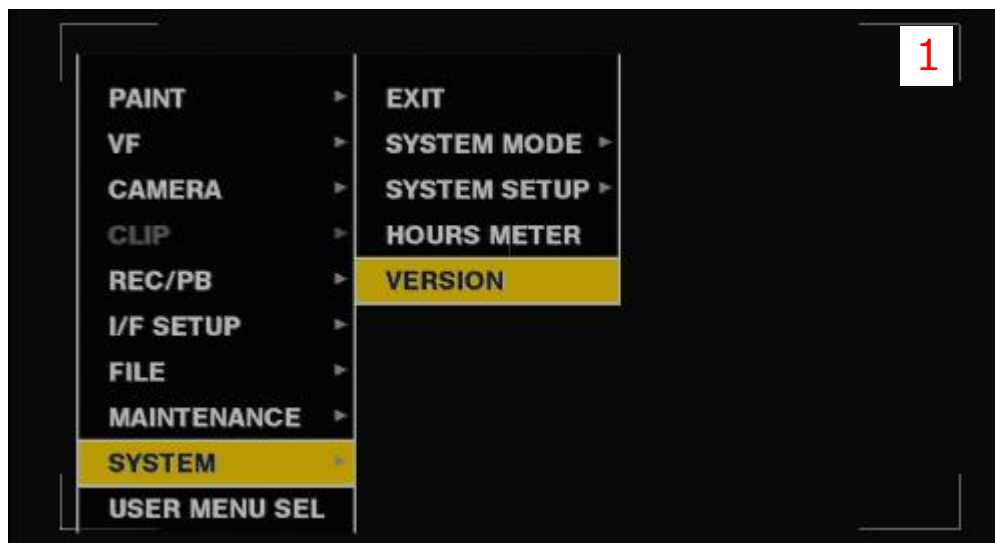 1
PAINT
VF
CAMERA
CLIP
REC/PB
I/F SETUP
FILE
MAINTENANCE
SYSTEM
USER MENU SEL
EXIT
SYSTEM MODE
SYSTEM SETUP
HOURS METER
VERSION